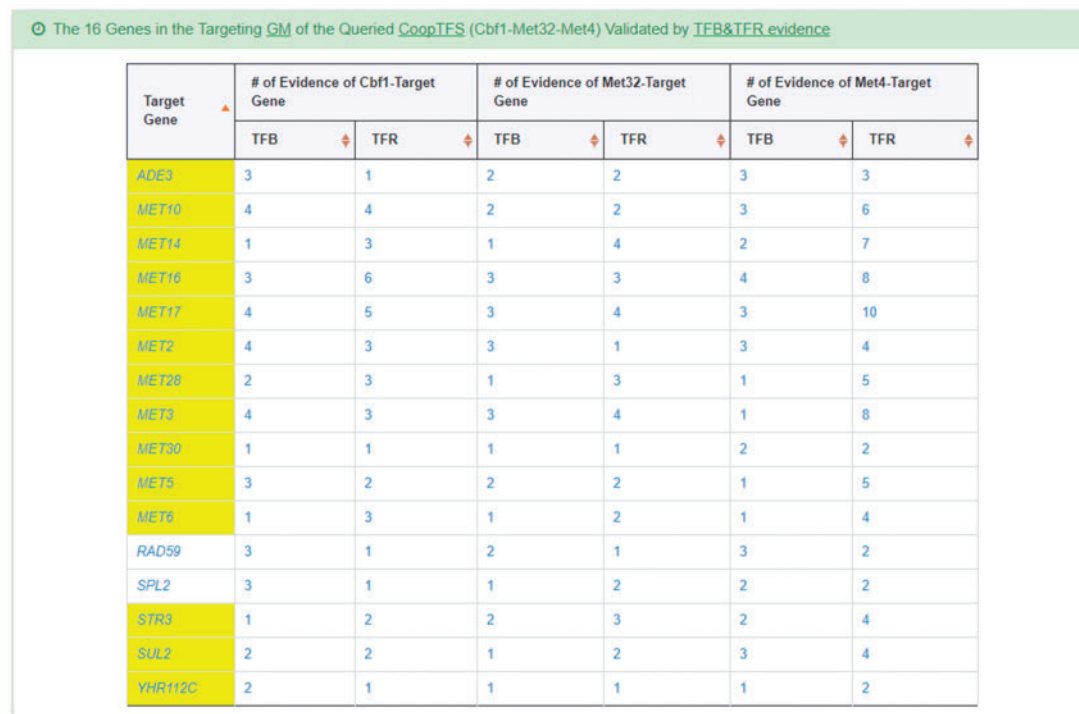 The 16 Genes in the Targeting GM of the Queried CoopTFS (Cbf1-Met32-Met4) Validated by TFB&TFR evidence
Target Gene # of Evidence of Cbf1-Target Gene # of Evidence of Met32-Target Gene # of Evidence of Met4-Target Gene
TFB TFR TFB TFR TFB TFR
ADE3 3 1 2 2 3 3
MET10 4 4 2 2 3 6
MET14 1 3 1 4 2 7
MET16 3 6 3 3 4 8
MET17 4 5 3 4 3 10
MET2 4 3 3 1 3 4
MET28 2 3 1 3 1 5
MET3 4 3 3 4 1 8
MET30 1 1 1 1 2 2
MET5 3 2 2 2 1 5
MET6 1 3 1 2 1 4
RAD59 3 1 2 1 3 2
SPL2 3 1 1 2 2 2
STR3 1 2 2 3 2 4
SUL2 2 2 1 2 3 4
YHR112C 2 1 1 1 1 2